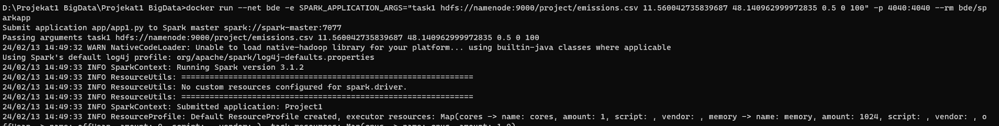 D:\Projekat1 BigData\Projekat1 BigData>docker run --net bde -e SPARK_APPLICATION_ARGS="task1 hdfs://namenode:9000/project/emissions.csv 11.560042735839687 48.140962999972835 0.5 0 100" -p 4040:4040 --rm bde/sp
arkapp
Submit application app/app1.py to Spark master spark://spark-master:7077
Passing arguments task1 hdfs://namenode:9000/project/emissions.csv 11.560042735839687 48.140962999972835 0.5 0 100
24/02/13 14:49:32 WARN NativeCodeLoader: Unable to load native-hadoop library for your platform... using builtin-java classes where applicable
Using Spark's default log4j profile: org/apache/spark/log4j-defaults.properties
24/02/13 14:49:33 INFO SparkContext: Running Spark version 3.1.2
24/02/13 14:49:33 INFO ResourceUtils: ==============================================================
24/02/13 14:49:33 INFO ResourceUtils: No custom resources configured for spark.driver.
24/02/13 14:49:33 INFO ResourceUtils: ==============================================================
24/02/13 14:49:33 INFO SparkContext: Submitted application: Project1
24/02/13 14:49:33 INFO ResourceProfile: Default ResourceProfile created, executor resources: Map(cores -> name: cores, amount: 1, script: , vendor: , memory -> name: memory, amount: 1024, script: , vendor: , o
ffHeap -> name: offHeap, amount: 0, script: , vendor: ), task resources: Map(cpus -> name: cpus, amount: 1.0)